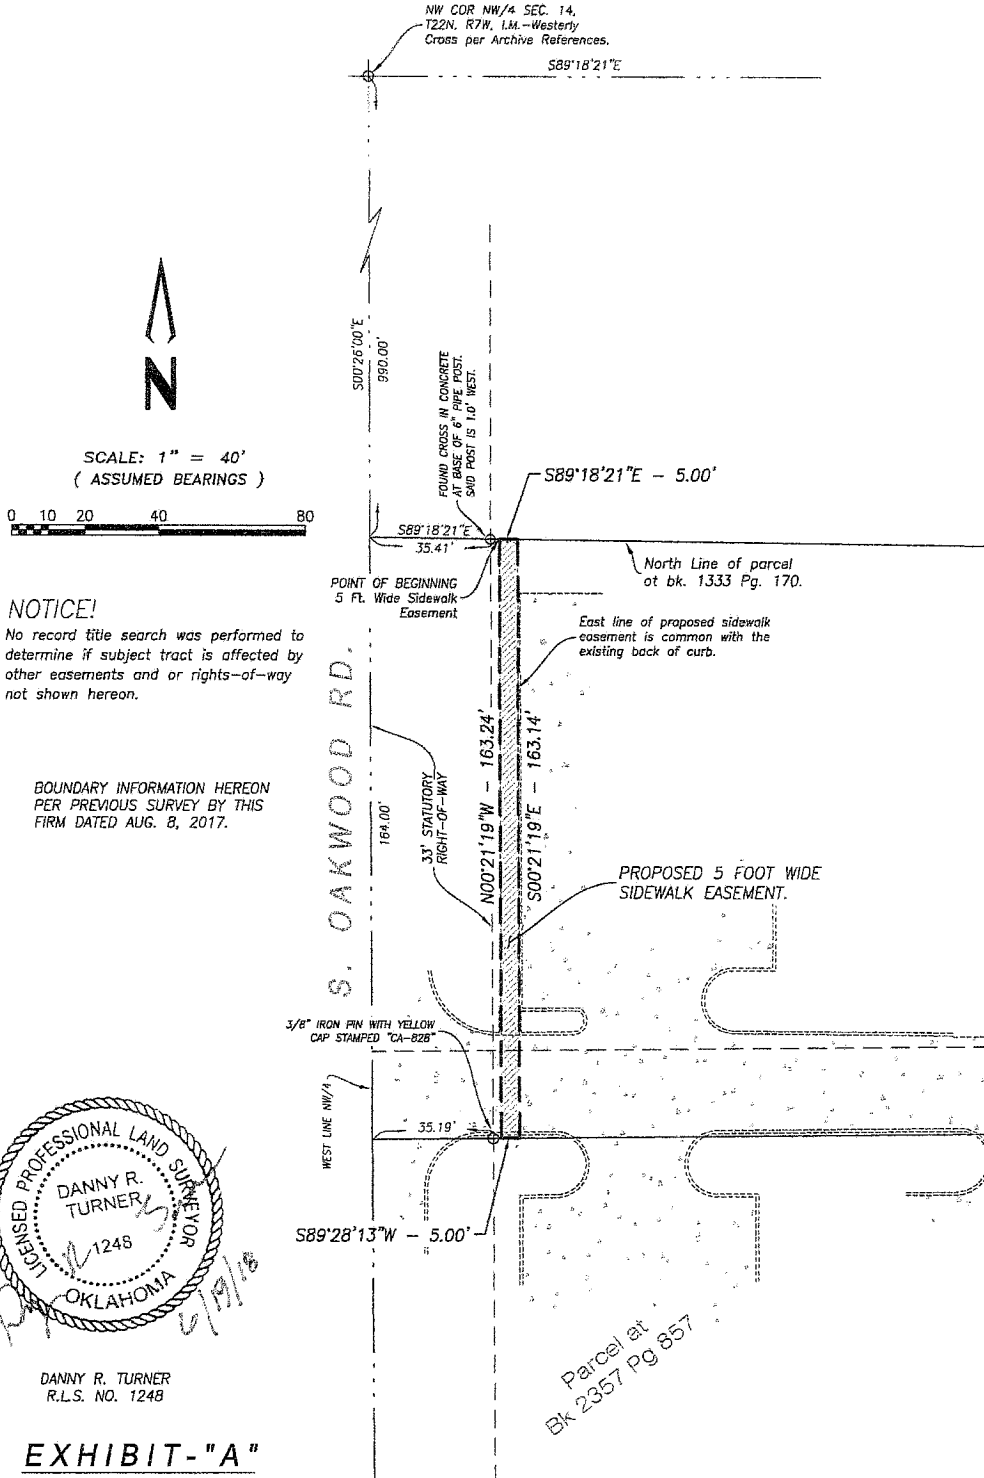 NW COR NW/4 SEC. 14,
T22N, R7W, I.M.-Westerly
Cross per Archive References.
S89°18'21"E
S00°26'00"E
990.00'
N
SCALE: 1" = 40'
( ASSUMED BEARINGS )
0 10 20 40 80
FOUND CROSS IN CONCRETE
AT BASE OF 6" PIPE POST.
SAID POST IS 1.0' WEST.
S89°18'21"E - 5.00'
S89°18'21"E
35.41'
North Line of parcel
at bk. 1333 Pg. 170.
POINT OF BEGINNING
5 Ft. Wide Sidewalk
Easement
East line of proposed sidewalk
easement is common with the
existing back of curb.
NOTICE!
No record title search was performed to
determine if subject tract is affected by
other easements and or rights-of-way
not shown hereon.
BOUNDARY INFORMATION HEREON
PER PREVIOUS SURVEY BY THIS
FIRM DATED AUG. 8, 2017.
S. OAKWOOD RD.
164.00'
33' STATUTORY
RIGHT-OF-WAY
N00°21'19"W - 163.24'
S00°21'19"E - 163.14'
PROPOSED 5 FOOT WIDE
SIDEWALK EASEMENT.
3/8" IRON PIN WITH YELLOW
CAP STAMPED "CA-828"
WEST LINE NW/4
35.19'
S89°28'13"W - 5.00'
LICENSED PROFESSIONAL LAND SURVEYOR
DANNY R.
TURNER
1248
OKLAHOMA
6/19/18
DANNY R. TURNER
R.L.S. NO. 1248
Parcel at
Bk 2357 Pg 857
EXHIBIT-"A"